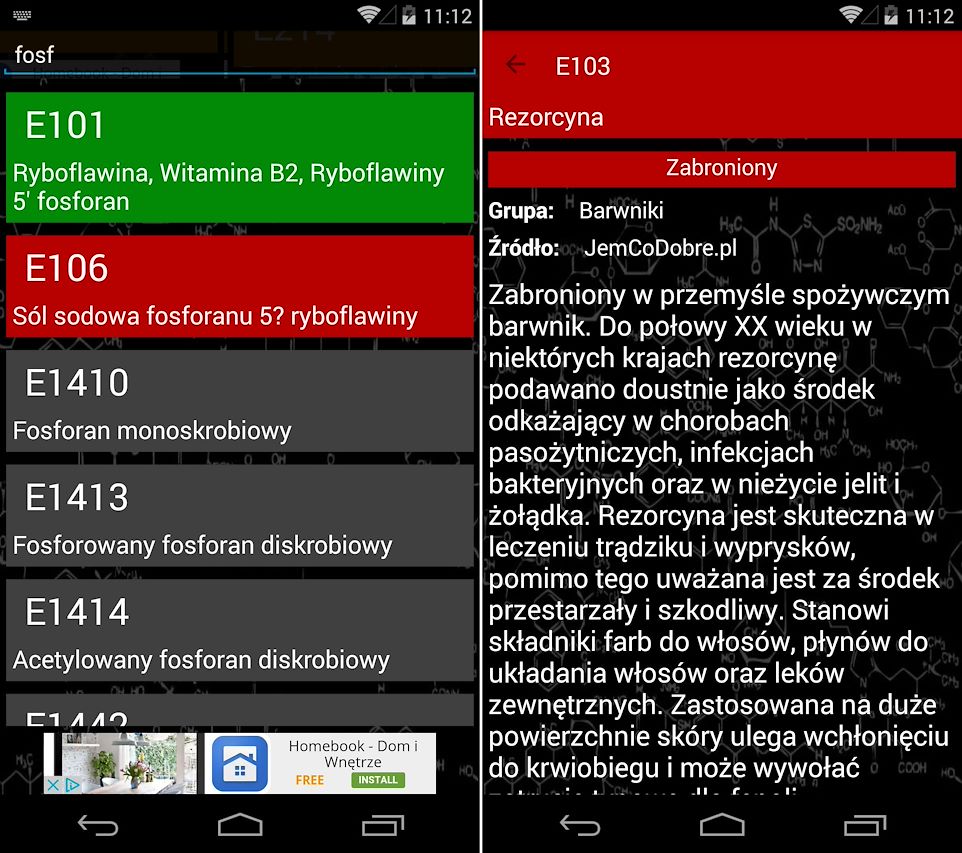 11:12
fosf
E214
Homebook - Dom i
E101
Ryboflawina, Witamina B2, Ryboflawiny
5' fosforan
E106
Sól sodowa fosforanu 5? ryboflawiny
E1410
Fosforan monoskrobiowy
E1413
Fosforowany fosforan diskrobiowy
E1414
Acetylowany fosforan diskrobiowy
E1442
Homebook - Dom i
Wnętrze
FREE
INSTALL
11:12
E103
Rezorcyna
Zabroniony
Grupa: Barwniki
Źródło: JemCoDobre.pl
Zabroniony w przemyśle spożywczym
barwnik. Do połowy XX wieku w
niektórych krajach rezorcynę
podawano doustnie jako środek
odkażający w chorobach
pasożytniczych, infekcjach
bakteryjnych oraz w nieżycie jelit i
żołądka. Rezorcyna jest skuteczna w
leczeniu trądziku i wyprysków,
pomimo tego uważana jest za środek
przestarzały i szkodliwy. Stanowi
składniki farb do włosów, płynów do
układania włosów oraz leków
zewnętrznych. Zastosowana na duże
powierzchnie skóry ulega wchłonięciu
do krwiobiegu i może wywołać